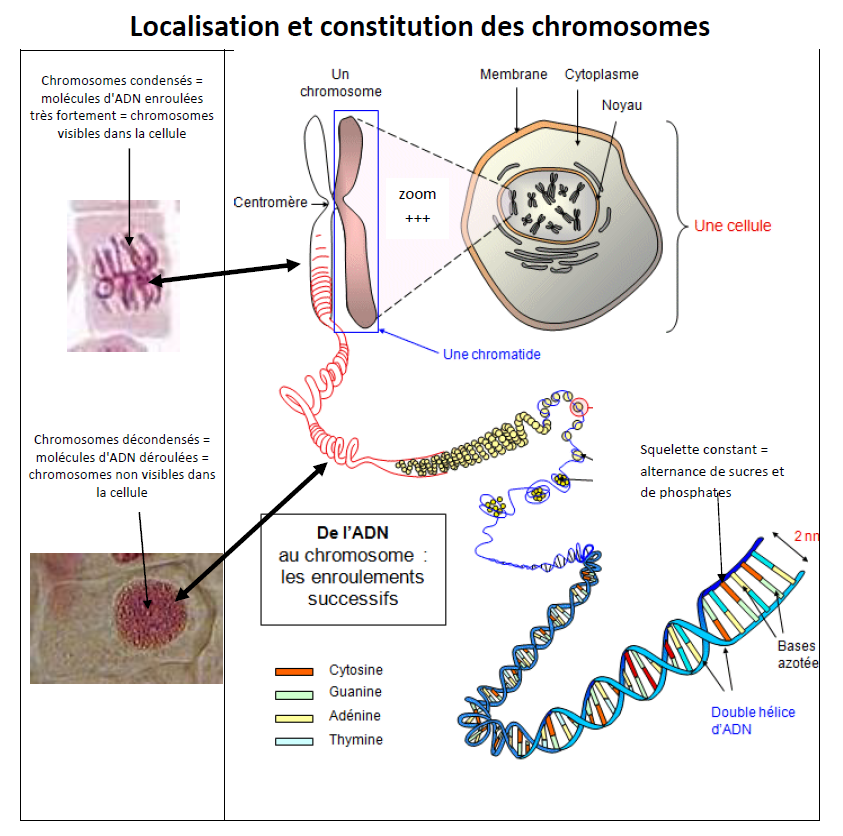 Localisation et constitution des chromosomes
Chromosomes condensés =
molécules d'ADN enroulées
très fortement = chromosomes
visibles dans la cellule
Un
chromosome
Membrane
Cytoplasme
Noyau
Centromère
zoom
+++
Une cellule
Une chromatide
Chromosomes décondensés =
molécules d'ADN déroulées =
chromosomes non visibles dans
la cellule
Squelette constant =
alternance de sucres et
de phosphates
De l'ADN
au chromosome :
les enroulements
successifs
2 nm
Bases
azotée
Double hélice
d'ADN
Cytosine
Guanine
Adénine
Thymine